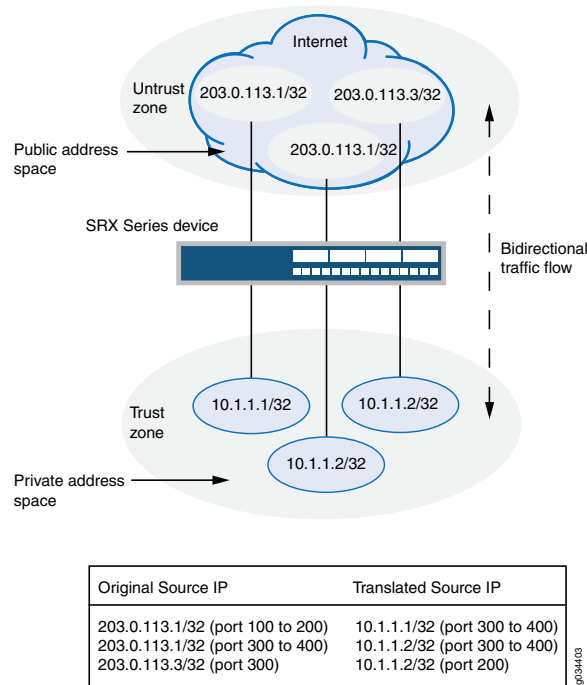 Internet
Untrust
zone
203.0.113.1/32
203.0.113.3/32
203.0.113.1/32
Public address
space
SRX Series device
Bidirectional
traffic flow
10.1.1.1/32
10.1.1.2/32
Trust
zone
10.1.1.2/32
Private address
space
Original Source IP Translated Source IP
203.0.113.1/32 (port 100 to 200) 10.1.1.1/32 (port 300 to 400)
203.0.113.1/32 (port 300 to 400) 10.1.1.2/32 (port 300 to 400)
203.0.113.3/32 (port 300) 10.1.1.2/32 (port 200)
g034403